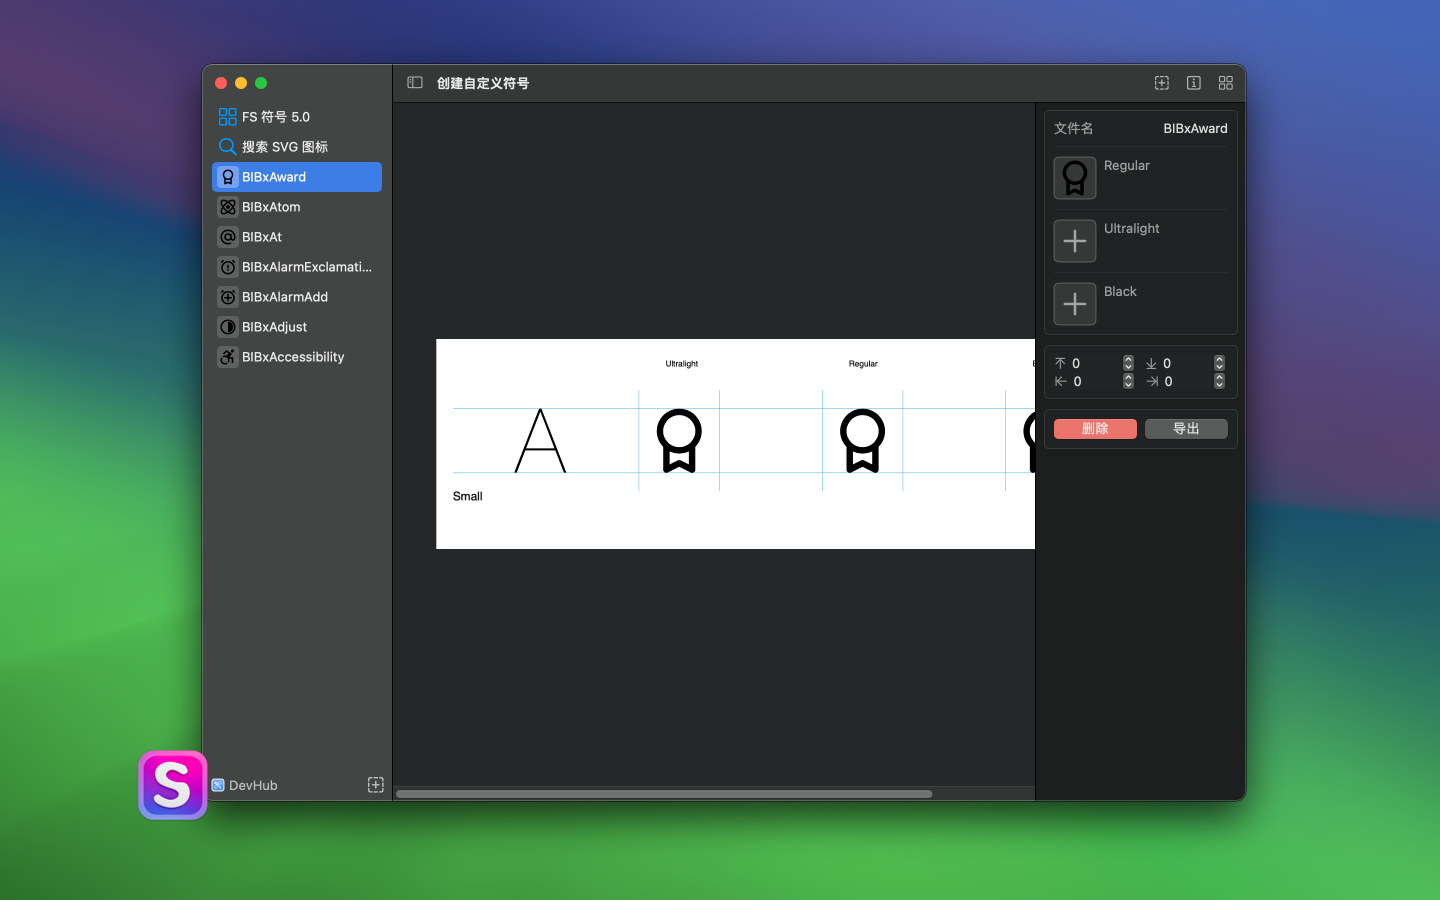 创建自定义符号
FS 符号 5.0
搜索 SVG 图标
BIBxAward
BIBxAtom
BIBxAt
BIBxAlarmExclamati...
BIBxAlarmAdd
BIBxAdjust
BIBxAccessibility
DevHub
Ultralight
Regular
A
Small
文件名
BIBxAward
Regular
Ultralight
Black
0
0
0
0
删除
导出
S